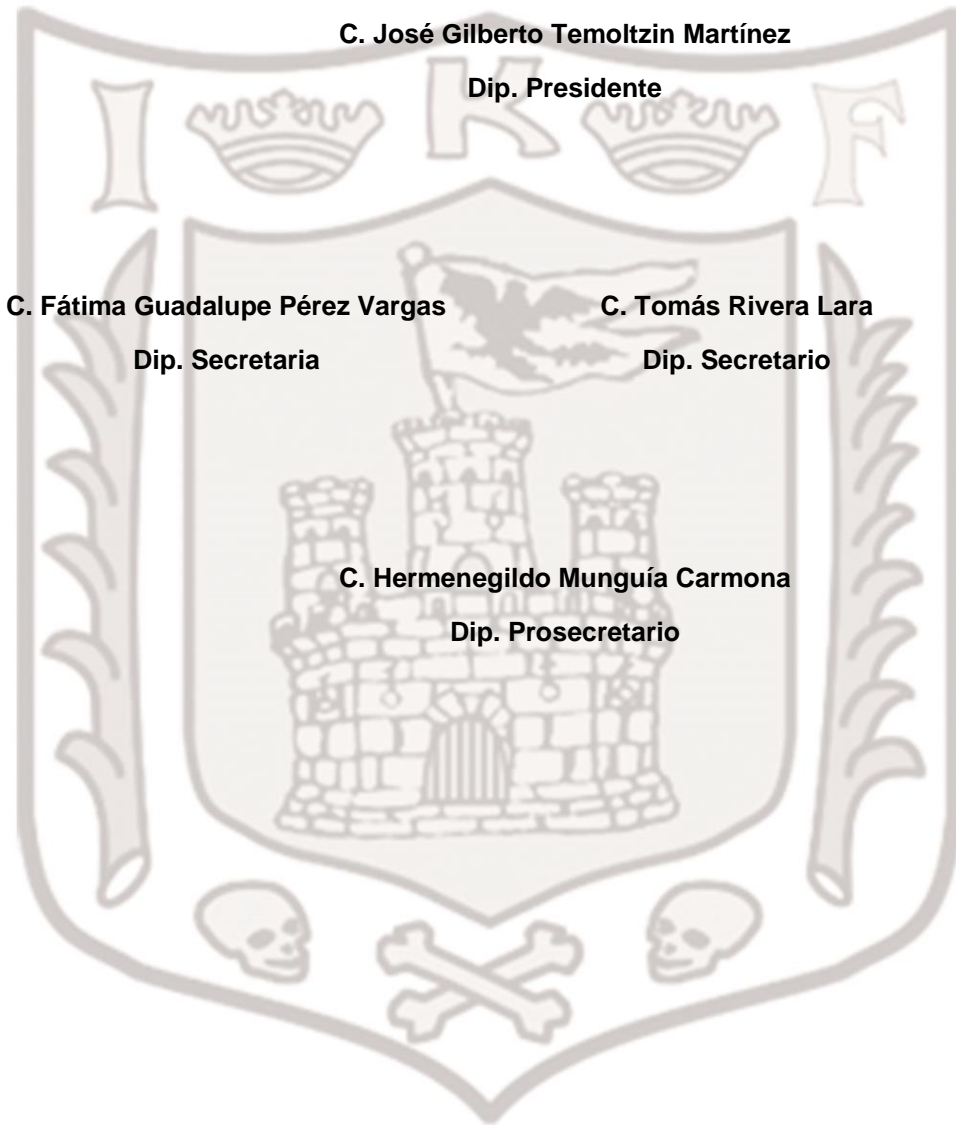 C. José Gilberto Temoltzin Martínez
Dip. Presidente
I K F
C. Fátima Guadalupe Pérez Vargas C. Tomás Rivera Lara
Dip. Secretaria Dip. Secretario
C. Hermenegildo Munguía Carmona
Dip. Prosecretario